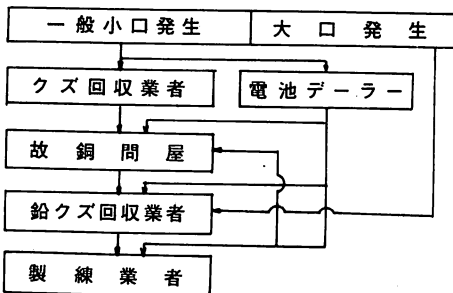 一般小口発生 大口発生
クズ回収業者 電池デーラー
故銅問屋
鉛クズ回収業者
製練業者